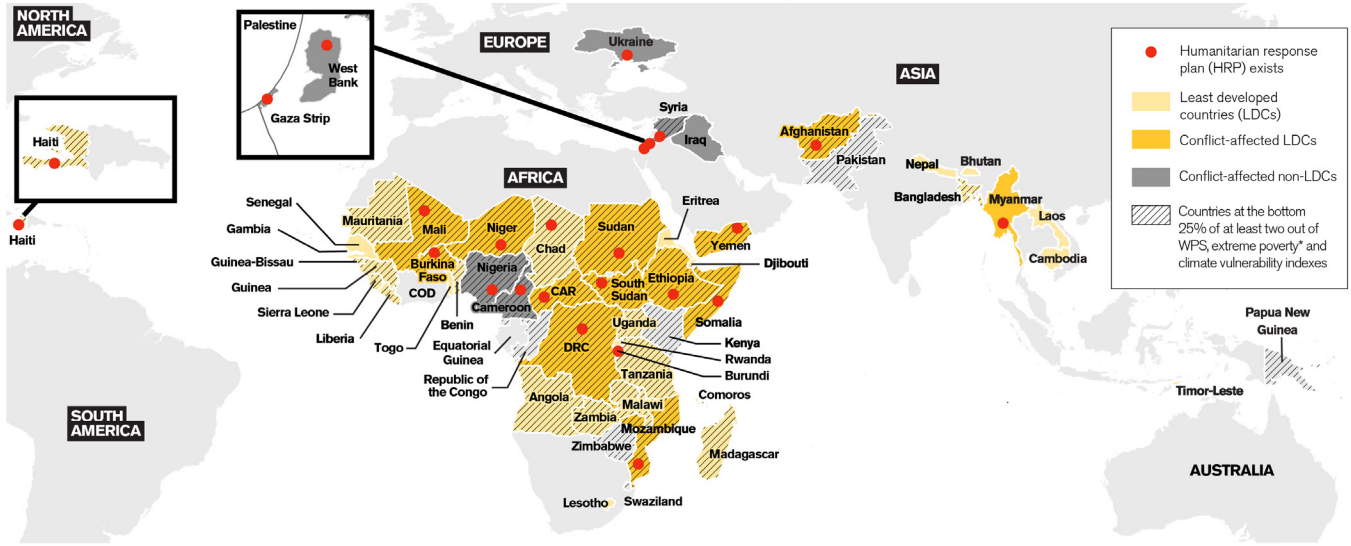 NORTH
AMERICA
Palestine
West
Bank
Gaza Strip
EUROPE
Ukraine
ASIA
Syria
Iraq
Afghanistan
Pakistan
Nepal
Bhutan
Bangladesh
Myanmar
Laos
Cambodia
Haiti
Haiti
AFRICA
Senegal
Gambia
Guinea-Bissau
Guinea
Sierra Leone
Liberia
Mauritania
Mali
Niger
Chad
Sudan
Eritrea
Yemen
Djibouti
Burkina
Faso
COD
Togo
Benin
Nigeria
Cameroon
CAR
South
Sudan
Ethiopia
Somalia
Equatorial
Guinea
Republic of
the Congo
DRC
Uganda
Kenya
Rwanda
Burundi
Tanzania
Comoros
Angola
Zambia
Malawi
Mozambique
Zimbabwe
Madagascar
Lesotho
Swaziland
SOUTH
AMERICA
Papua New
Guinea
Timor-Leste
AUSTRALIA
Humanitarian response
plan (HRP) exists
Least developed
countries (LDCs)
Conflict-affected LDCs
Conflict-affected non-LDCs
Countries at the bottom
25% of at least two out of
WPS, extreme poverty* and
climate vulnerability indexes